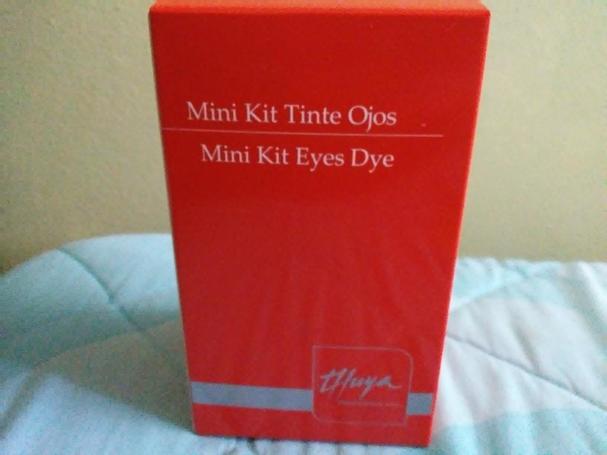 Mini Kit Tinte Ojos
Mini Kit Eyes Dye
thuya